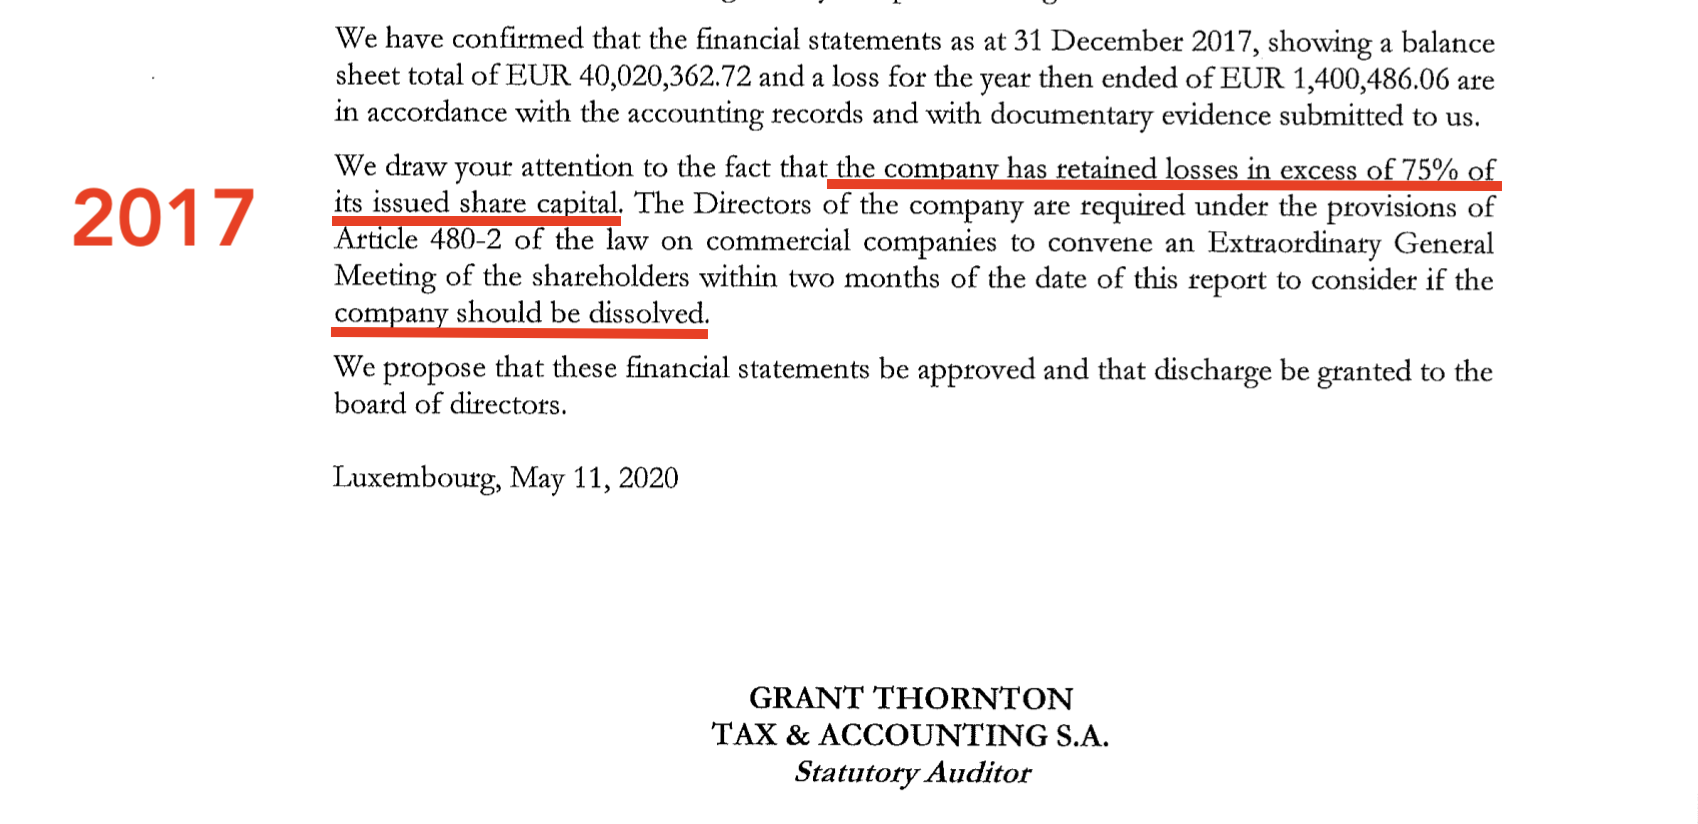 We have confirmed that the financial statements as at 31 December 2017, showing a balance
sheet total of EUR 40,020,362.72 and a loss for the year then ended of EUR 1,400,486.06 are
in accordance with the accounting records and with documentary evidence submitted to us.
We draw your attention to the fact that the company has retained losses in excess of 75% of
its issued share capital. The Directors of the company are required under the provisions of
Article 480-2 of the law on commercial companies to convene an Extraordinary General
Meeting of the shareholders within two months of the date of this report to consider if the
company should be dissolved.
2017
We propose that these financial statements be approved and that discharge be granted to the
board of directors.
Luxembourg, May 11, 2020
GRANT THORNTON
TAX & ACCOUNTING S.A.
Statutory Auditor